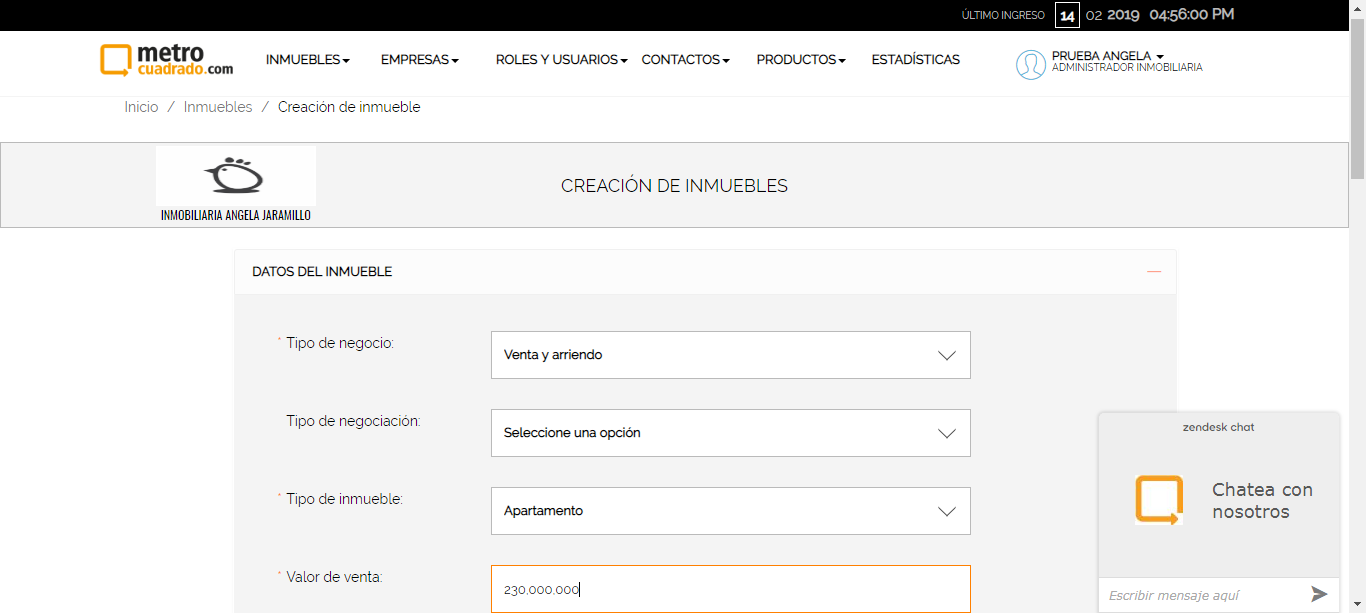 ÚLTIMO INGRESO 14 02 2019 04:56:00 PM
metro
cuadrado.com
INMUEBLES EMPRESAS ROLES Y USUARIOS CONTACTOS PRODUCTOS ESTADÍSTICAS
PRUEBA ANGELA
ADMINISTRADOR INMOBILIARIA
Inicio / Inmuebles / Creación de inmueble
INMOBILIARIA ANGELA JARAMILLO
CREACIÓN DE INMUEBLES
DATOS DEL INMUEBLE
* Tipo de negocio: Venta y arriendo
Tipo de negociación: Seleccione una opción
* Tipo de inmueble: Apartamento
* Valor de venta: 230,000,000
zendesk chat
Chatea con
nosotros
Escribir mensaje aquí